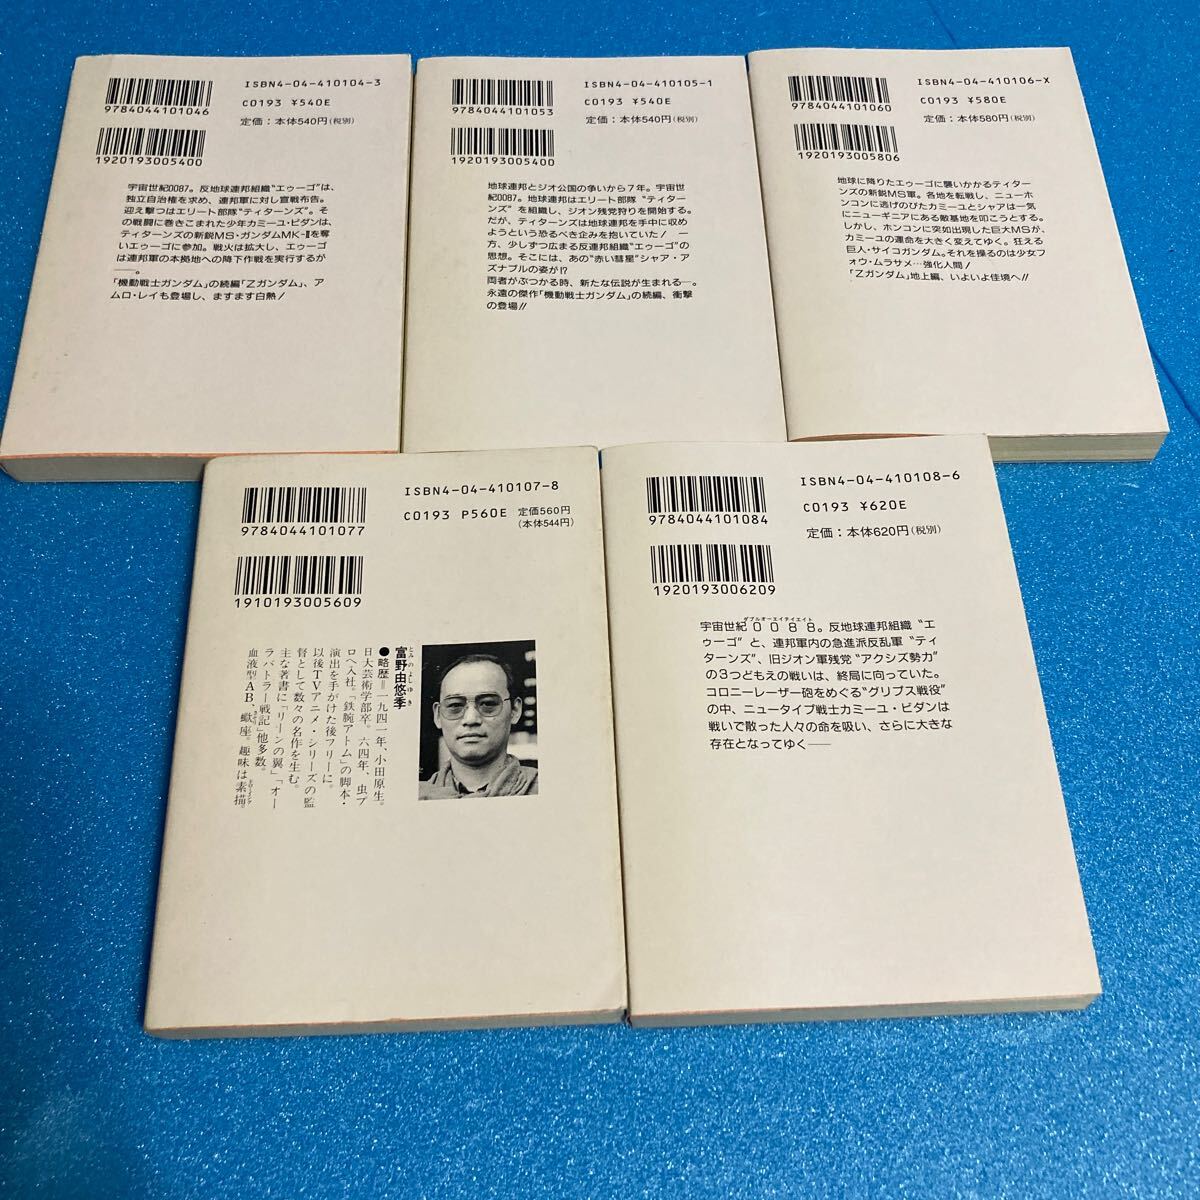 ISBN4-04-410104-3
9784044101046
C0193 ¥540E
定価：本体540円(税別)
1920193005400
宇宙世紀0087。反地球連邦組織"エゥーゴ"は、
独立自治権を求め、連邦軍に対し宣戦布告。
迎え撃つはエリート部隊"ティターンズ"。そ
の戦闘に巻きこまれた少年カミーユ・ビダンは、
ティターンズの新鋭MS・ガンダムMK-Ⅱを奪
いエゥーゴに参加。戦火は拡大し、エゥーゴ
は連邦軍の本拠地への降下作戦を実行するが
——。
「機動戦士ガンダム」の続編「Zガンダム」、ア
ムロ・レイも登場し、ますます白熱！
ISBN4-04-410105-1
9784044101053
C0193 ¥540E
定価：本体540円(税別)
1920193005400
地球連邦とジオン公国の争いから7年。宇宙世
紀0087。地球連邦はエリート部隊"ティター
ンズ"を組織し、ジオン残党狩りを開始する。
だが、ティターンズは地球連邦を手中に収め
ようという恐るべき企みを抱いていた！ 一
方、少しずつ広まる反連邦組織"エゥーゴ"の
思想。そこには、あの"赤い彗星"シャア・ア
ズナブルの姿が!?
両者がぶつかる時、新たな伝説が生まれる—。
永遠の傑作「機動戦士ガンダム」の続編、衝撃
の登場!!
ISBN4-04-410106-X
9784044101060
C0193 ¥580E
定価：本体580円(税別)
1920193005806
地球に降りたエゥーゴに襲いかかるティター
ンズの新鋭MS軍。各地を転戦し、ニューホ
ンコンに逃げのびたカミーユとシャアは一気
にニューギニアにある敵基地を叩こうとする。
しかし、ホンコンに突如出現した巨大MSが、
カミーユの運命を大きく変えてゆく。狂える
巨人・サイコガンダム。それを操るのは少女フ
ォウ・ムラサメ…強化人間！
「Zガンダム」地上編、いよいよ佳境へ!!
ISBN4-04-410107-8
9784044101077
C0193 P560E 定価560円
(本体544円)
1910193005609
とみのよしゆき
富野由悠季
●略歴＝一九四一年、小田原生。
日大芸術学部卒。六四年、虫プ
ロへ入社。「鉄腕アトム」の脚本・
演出を手がけた後フリーに。
以後TVアニメ・シリーズの監
督として数々の名作を生む。
主な著書に「リーンの翼」「オー
ラバトラー戦記」他多数。
血液型AB、蠍座。趣味は素描。
さそり
ドローイング
ISBN4-04-410108-6
9784044101084
C0193 ¥620E
定価：本体620円(税別)
1920193006209
ダブルオーエイティエイト
宇宙世紀0088。反地球連邦組織"エ
ゥーゴ"と、連邦軍内の急進派反乱軍"ティ
ターンズ"、旧ジオン軍残党"アクシズ勢力"
の3つどもえの戦いは、終局に向っていた。
コロニーレーザー砲をめぐる"グリプス戦役"
の中、ニュータイプ戦士カミーユ・ビダンは
戦いで散った人々の命を吸い、さらに大きな
存在となってゆく——